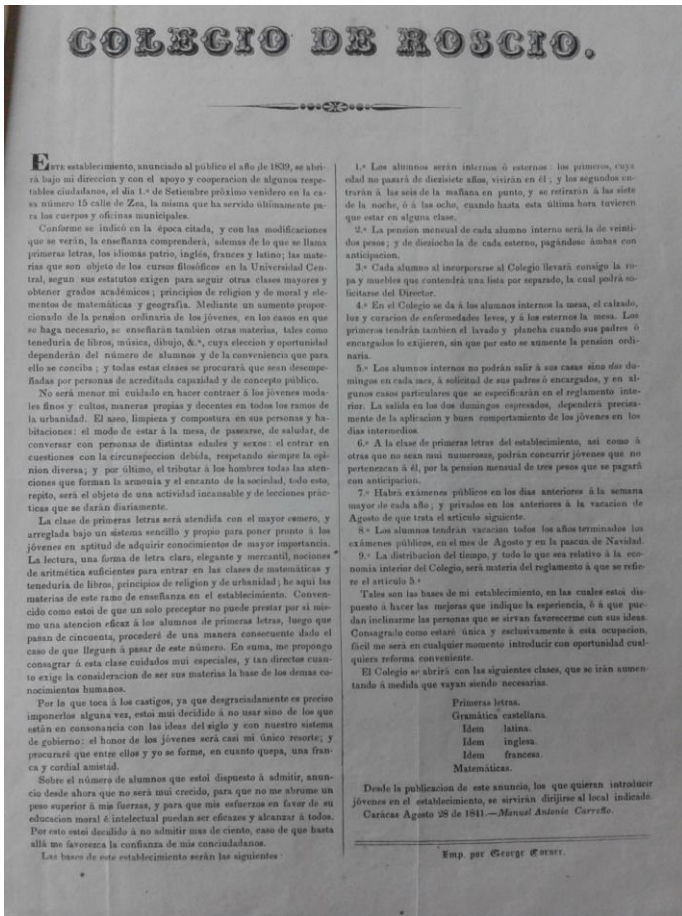 COLEGIO DE ROSCIO.
ESTE establecimiento, anunciado al público el año de 1839, se abri-
rá bajo mi direccion y con el apoyo y cooperacion de algunos respe-
tables ciudadanos, el dia 1.º de Setiembre próximo venidero en la ca-
sa número 15 calle de Zea, la misma que ha servido últimamente pa-
ra los cuerpos y oficinas municipales.
Conforme se indicó en la época citada, y con las modificaciones
que se verán, la enseñanza comprenderá, ademas de lo que se llama
primeras letras, los idiomas patrio, inglés, frances y latino; las mate-
rias que son objeto de los cursos filosóficos en la Universidad Cen-
tral, segun sus estatutos exigen para seguir otras clases mayores y
obtener grados académicos; principios de religion y de moral y ele-
mentos de matemáticas y geografía. Mediante un aumento propor-
cionado de la pension ordinaria de los jóvenes, en los casos en que
se haga necesario, se enseñarán tambien otras materias, tales como
teneduría de libros, música, dibujo, &.ª, cuya eleccion y oportunidad
dependerán del número de alumnos y de la conveniencia que para
ello se conciba; y todas estas clases se procurará que sean desempe-
ñadas por personas de acreditada capazidad y de concepto público.
No será menor mi cuidado en hacer contraer á los jóvenes moda-
les finos y cultos, maneras propias y decentes en todos los ramos de
la urbanidad. El aseo, limpieza y compostura en sus personas y ha-
bitaciones: el modo de estar á la mesa, de pasearse, de saludar, de
conversar con personas de distintas edades y sexos: el entrar en
cuestiones con la circunspeccion debida, respetando siempre la opi-
nion diversa; y por último, el tributar á los hombres todas las aten-
ciones que forman la armonía y el encanto de la sociedad, todo esto,
repito, será el objeto de una actividad incansable y de lecciones prác-
ticas que se darán diariamente.
La clase de primeras letras será atendida con el mayor esmero, y
arreglada bajo un sistema sencillo y propio para poner pronto á los
jóvenes en aptitud de adquirir conocimientos de mayor importancia.
La lectura, una forma de letra clara, elegante y mercantil, nociones
de aritmética suficientes para entrar en las clases de matemáticas y
teneduría de libros, principios de religion y de urbanidad; he aquí las
materias de este ramo de enseñanza en el establecimiento. Conven-
cido como estoi de que un solo preceptor no puede prestar por sí mis-
mo una atencion eficaz á los alumnos de primeras letras, luego que
pasan de cincuenta, procederé de una manera consecuente dado el
caso de que lleguen á pasar de este número. En suma, me propongo
consagrar á esta clase cuidados mui especiales, y tan directos cuan-
to exige la consideracion de ser sus materias la base de los demas co-
nocimientos humanos.
Por lo que toca á los castigos, ya que desgraciadamente es preciso
imponerlos alguna vez, estoi mui decidido á no usar sino de los que
están en consonancia con las ideas del siglo y con nuestro sistema
de gobierno: el honor de los jóvenes será casi mi único resorte; y
procuraré que entre ellos y yo se forme, en cuanto quepa, una fran-
ca y cordial amistad.
Sobre el número de alumnos que estoi dispuesto á admitir, anun-
cio desde ahora que no será mui crecido, para que no me abrume un
peso superior á mis fuerzas, y para que mis esfuerzos en favor de su
educacion moral é intelectual puedan ser eficaces y alcanzar á todos.
Por esto estoi decidido á no admitir mas de ciento, caso de que hasta
allá me favorezca la confianza de mis conciudadanos.
Las bases de este establecimiento serán las siguientes:
1.ª Los alumnos serán internos ó esternos: los primeros, cuya
edad no pasará de diezisiete años, vivirán en él; y los segundos en-
trarán á las seis de la mañana en punto, y se retirarán á las siete
de la noche, ó á las ocho, cuando hasta esta última hora tuvieren
que estar en alguna clase.
2.ª La pension mensual de cada alumno interno será la de veinti-
dos pesos; y de dieziocho la de cada esterno, pagándose ámbas con
anticipacion.
3.ª Cada alumno al incorporarse al Colegio llevará consigo la ro-
pa y muebles que contendrá una lista por separado, la cual podrá so-
licitarse del Director.
4.ª En el Colegio se da á los alumnos internos la mesa, el calzado,
luz y curacion de enfermedades leves, y á los esternos la mesa. Los
primeros tendrán tambien el lavado y plancha cuando sus padres ó
encargados lo exijieren, sin que por esto se aumente la pension ordi-
naria.
5.ª Los alumnos internos no podrán salir á sus casas sino dos do-
mingos en cada mes, á solicitud de sus padres ó encargados, y en al-
gunos casos particulares que se especificarán en el reglamento inte-
rior. La salida en los dos domingos espresados, dependerá precisa-
mente de la aplicacion y buen comportamiento de los jóvenes en los
dias intermedios.
6.ª A la clase de primeras letras del establecimiento, así como á
otras que no sean mui numerosas, podrán concurrir jóvenes que no
pertenezcan á él, por la pension mensual de tres pesos que se pagará
con anticipacion.
7.ª Habrá exámenes públicos en los dias anteriores á la semana
mayor de cada año; y privados en los anteriores á la vacacion de
Agosto de que trata el artículo siguiente.
8.ª Los alumnos tendrán vacacion todos los años terminados los
exámenes públicos, en el mes de Agosto y en la pascua de Navidad.
9.ª La distribucion del tiempo, y todo lo que sea relativo á la eco-
nomía interior del Colegio, será materia del reglamento á que se refie-
re el artículo 5.º
Tales son las bases de mi establecimiento, en las cuales estoi dis-
puesto á hacer las mejoras que indique la esperiencia, ó á que pue-
dan inclinarme las personas que se sirvan favorecerme con sus ideas.
Consagrado como estaré única y esclusivamente á esta ocupacion,
fácil me será en cualquier momento introducir con oportunidad cual-
quiera reforma conveniente.
El Colegio se abrirá con las siguientes clases, que se irán aumen-
tando á medida que vayan siendo necesarias.
Primeras letras.
Gramática castellana.
Idem latina.
Idem inglesa.
Idem francesa.
Matemáticas.
Desde la publicacion de este anuncio, los que quieran introducir
jóvenes en el establecimiento, se servirán dirijirse al local indicado.
Carácas Agosto 28 de 1841.—Manuel Antonio Carreño.
Imp. por George Corser.